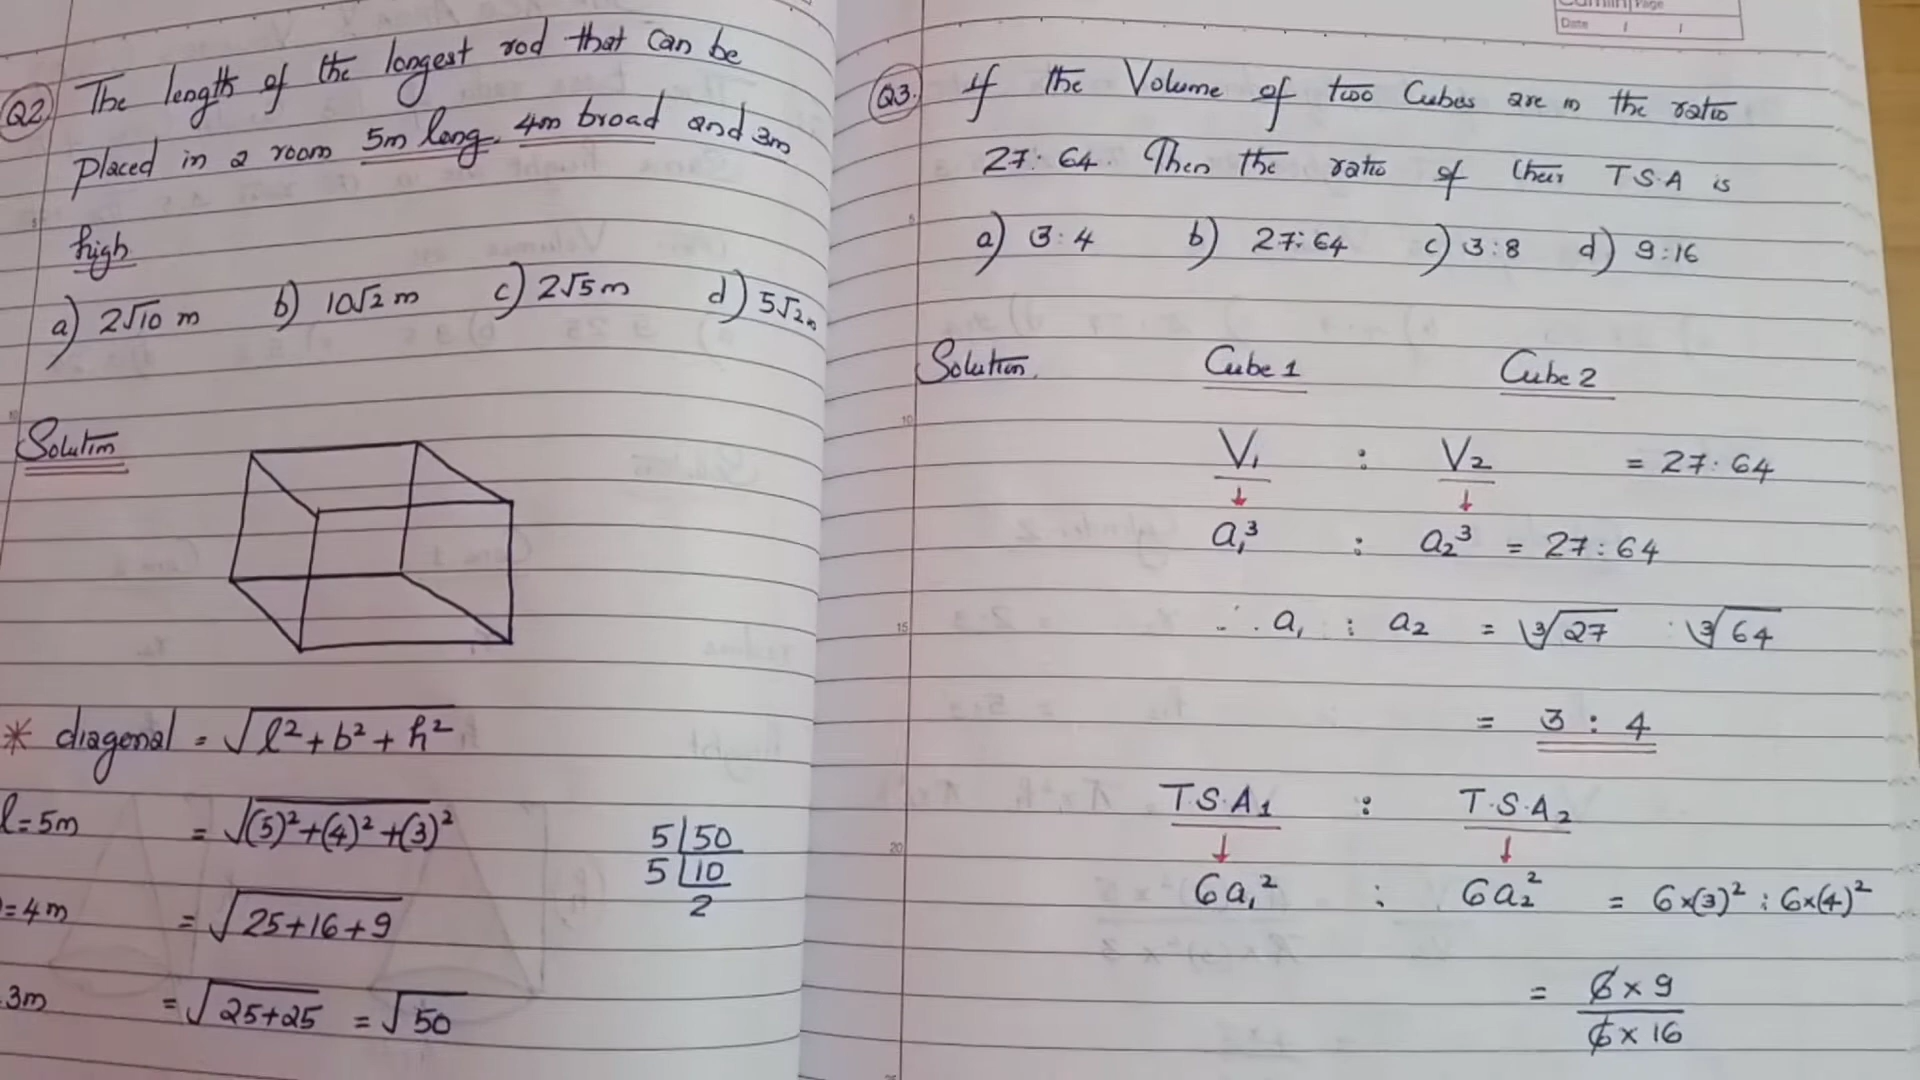 Q2. The length of the longest rod that can be
placed in a room 5m long, 4m broad and 3m
high
a) 2√10 m b) 10√2 m c) 2√5 m d) 5√2m
Solution
* diagonal = √l²+b²+h²
l=5m = √(5)²+(4)²+(3)²
=4m = √25+16+9
3m = √25+25 = √50
5 50
5 10
2
Page
Date / /
Q3. If the Volume of two Cubes are in the ratio
27:64. Then the ratio of their T.S.A is
a) 3:4 b) 27:64 c) 3:8 d) 9:16
Solution. Cube 1 Cube 2
V₁ : V₂ = 27:64
↓ ↓
a₁³ : a₂³ = 27:64
∴ a₁ : a₂ = ∛27 : ∛64
= 3 : 4
T.S.A₁ : T.S.A₂
↓ ↓
6a₁² : 6a₂² = 6×(3)² : 6×(4)²
= 6×9
6×16